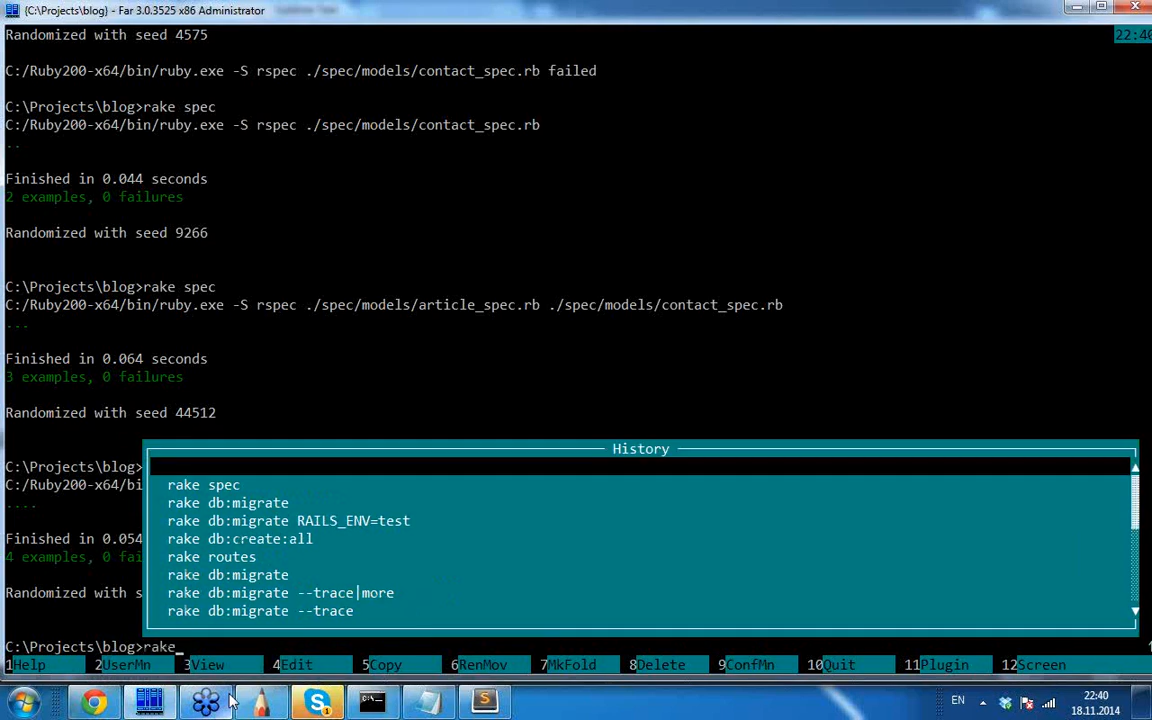 {C:\Projects\blog} - Far 3.0.3525 x86 Administrator
Randomized with seed 4575
22:40
C:/Ruby200-x64/bin/ruby.exe -S rspec ./spec/models/contact_spec.rb failed
C:\Projects\blog>rake spec
C:/Ruby200-x64/bin/ruby.exe -S rspec ./spec/models/contact_spec.rb
..
Finished in 0.044 seconds
2 examples, 0 failures
Randomized with seed 9266
C:\Projects\blog>rake spec
C:/Ruby200-x64/bin/ruby.exe -S rspec ./spec/models/article_spec.rb ./spec/models/contact_spec.rb
...
Finished in 0.064 seconds
3 examples, 0 failures
Randomized with seed 44512
History
C:\Projects\blog>
rake spec
C:/Ruby200-x64/bi
rake db:migrate
....
rake db:migrate RAILS_ENV=test
Finished in 0.054
rake db:create:all
4 examples, 0 fai
rake routes
rake db:migrate
Randomized with s
rake db:migrate --trace|more
rake db:migrate --trace
C:\Projects\blog>rake_
1Help 2UserMn 3View 4Edit 5Copy 6RenMov 7MkFold 8Delete 9ConfMn 10Quit 11Plugin 12Screen
EN
22:40
18.11.2014